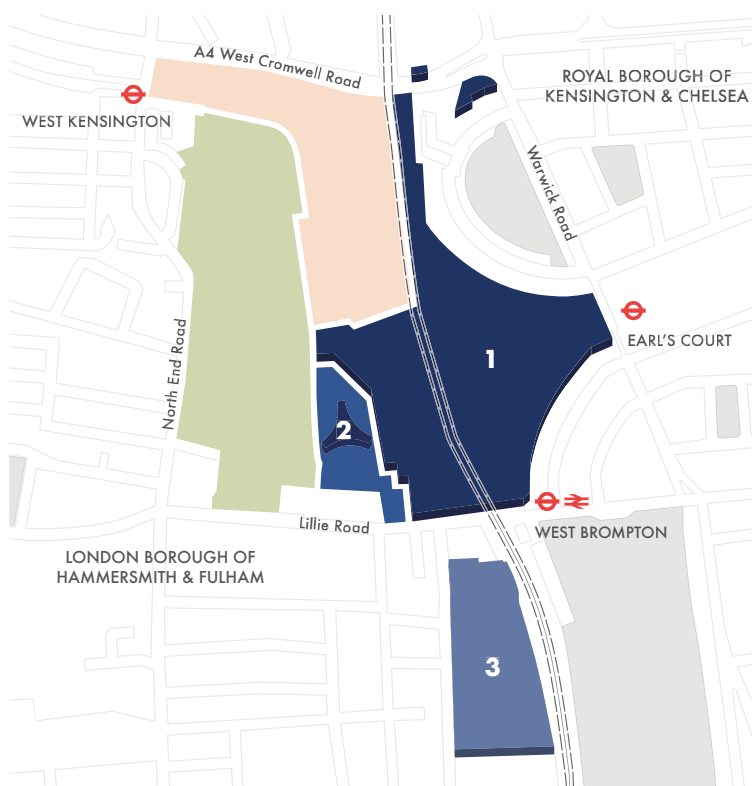 A4 West Cromwell Road
ROYAL BOROUGH OF
KENSINGTON & CHELSEA
WEST KENSINGTON
Warwick Road
EARL'S COURT
1
North End Road
2
WEST BROMPTON
Lillie Road
LONDON BOROUGH OF
HAMMERSMITH & FULHAM
3